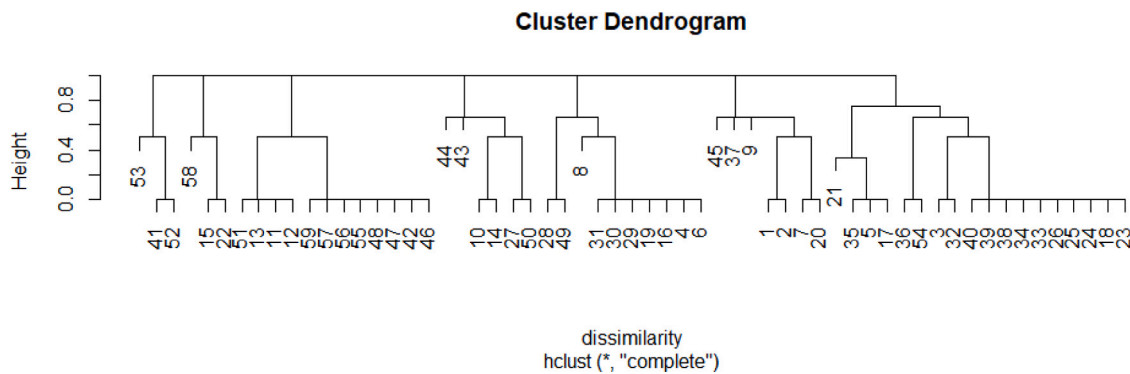 Cluster Dendrogram
Height
0.0 0.4 0.8
53 41 52 58 15 22 51 13 11 12 59 57 56 55 48 47 42 46 44 43 10 14 27 50 28 49 8 31 30 29 19 16 4 6 45 37 9 1 2 7 20 21 35 5 17 36 54 3 32 40 39 38 34 33 26 25 24 18 23
dissimilarity
hclust (*, "complete")